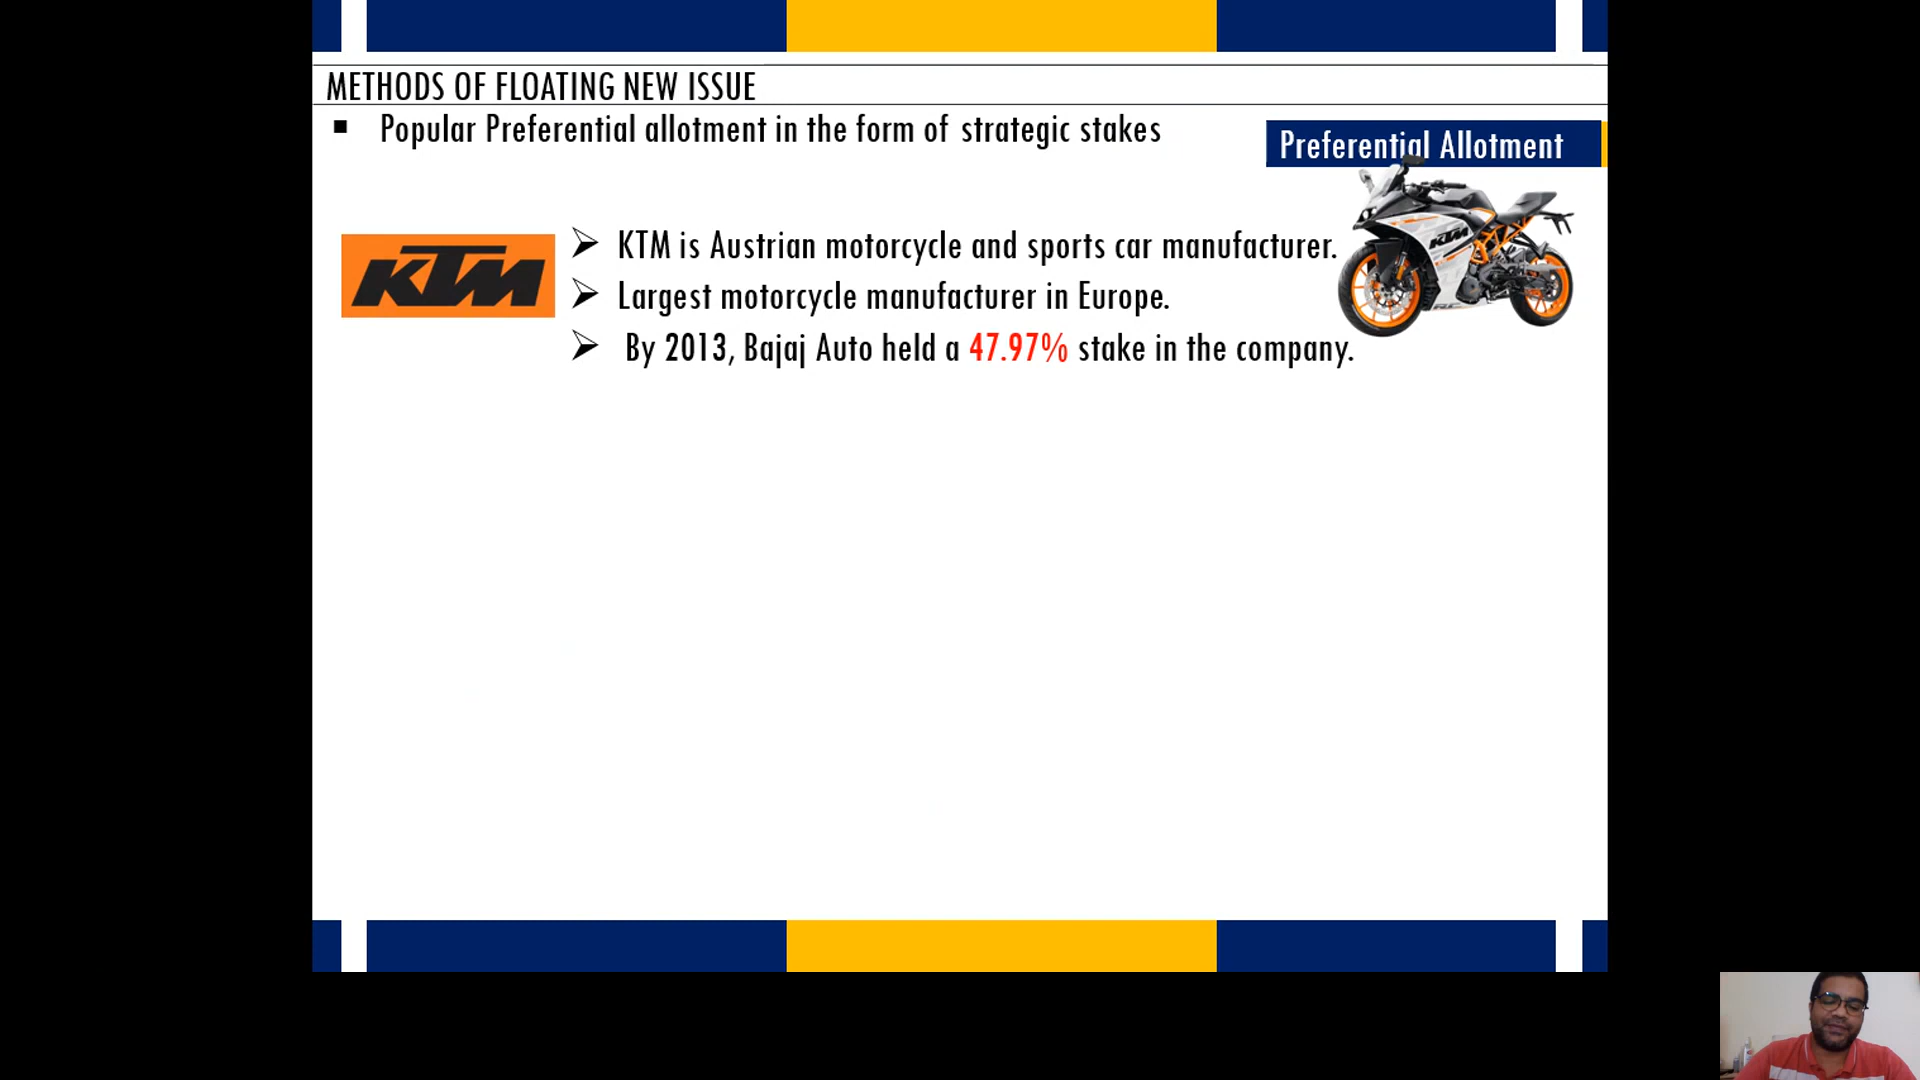 METHODS OF FLOATING NEW ISSUE
Popular Preferential allotment in the form of strategic stakes
Preferential Allotment
KTM
KTM is Austrian motorcycle and sports car manufacturer.
Largest motorcycle manufacturer in Europe.
By 2013, Bajaj Auto held a 47.97% stake in the company.
KTM